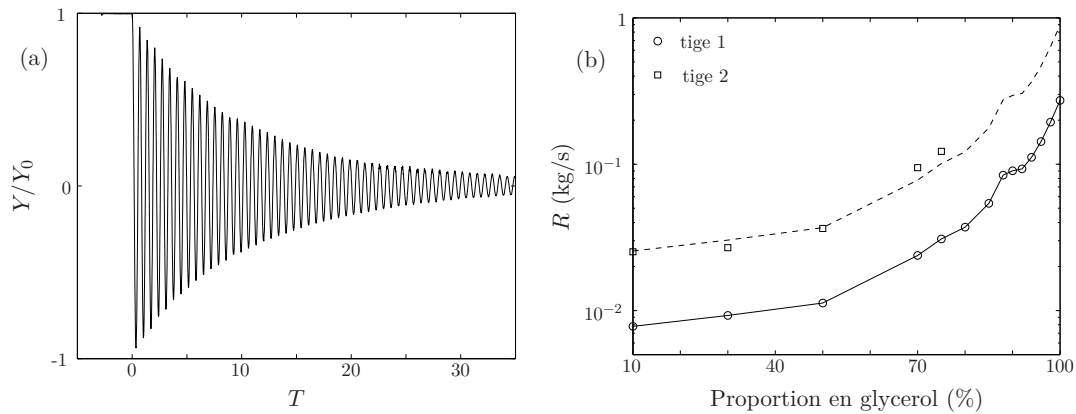 (a)
Y/Y₀
1
0
-1
0 10 20 30
T
(b)
R (kg/s)
1
10⁻¹
10⁻²
tige 1
tige 2
10 40 70 100
Proportion en glycerol (%)